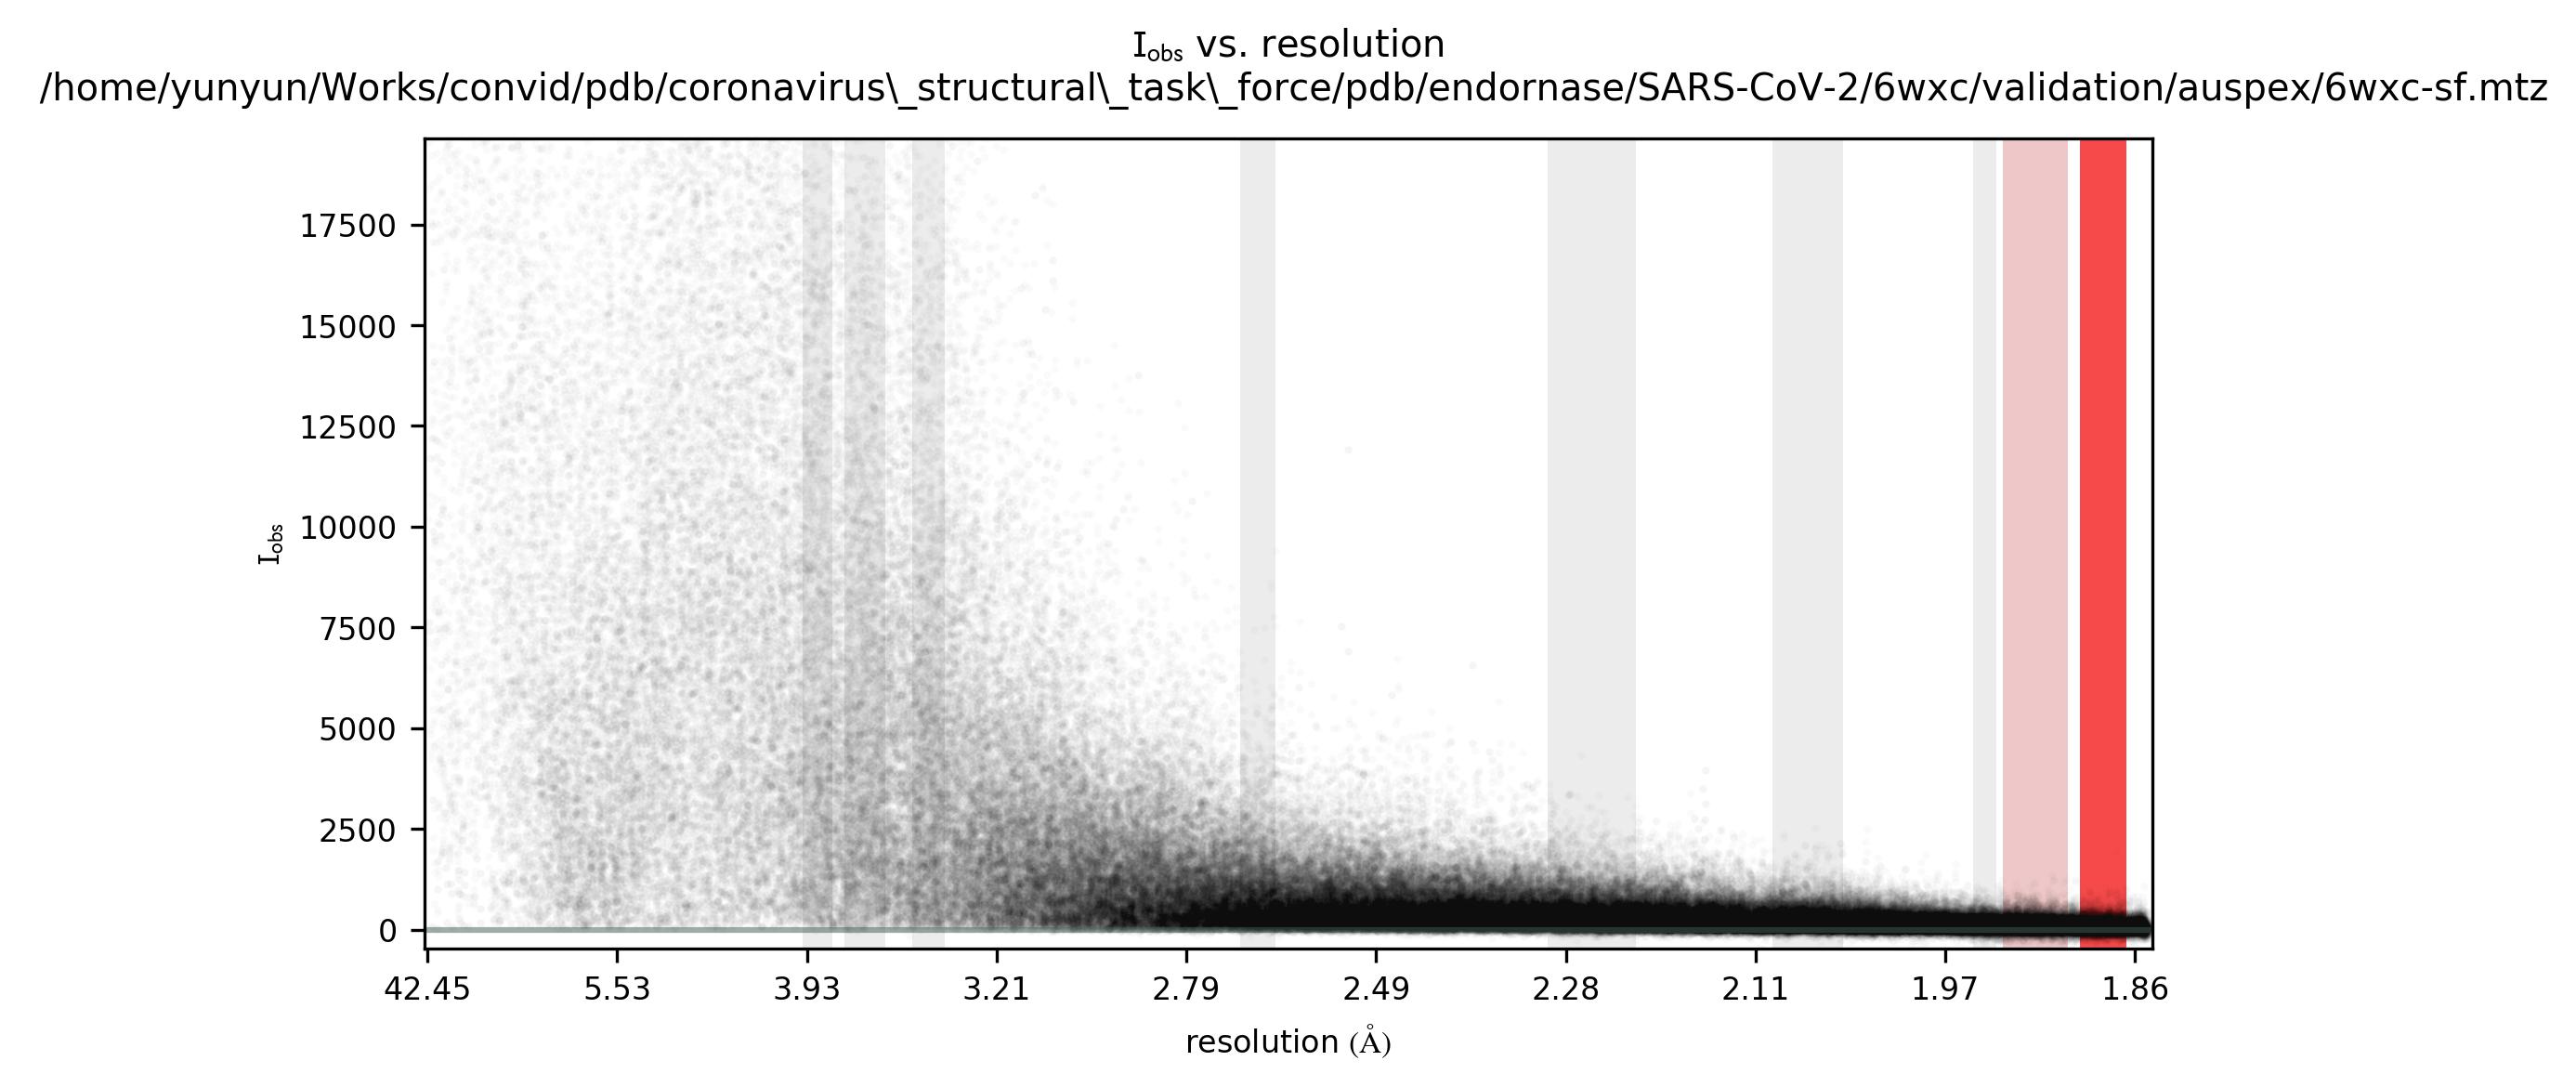 I_obs vs. resolution
/home/yunyun/Works/convid/pdb/coronavirus\_structural\_task\_force/pdb/endornase/SARS-CoV-2/6wxc/validation/auspex/6wxc-sf.mtz
17500
15000
12500
10000
7500
5000
2500
0
I_obs
42.45 5.53 3.93 3.21 2.79 2.49 2.28 2.11 1.97 1.86
resolution (Å)